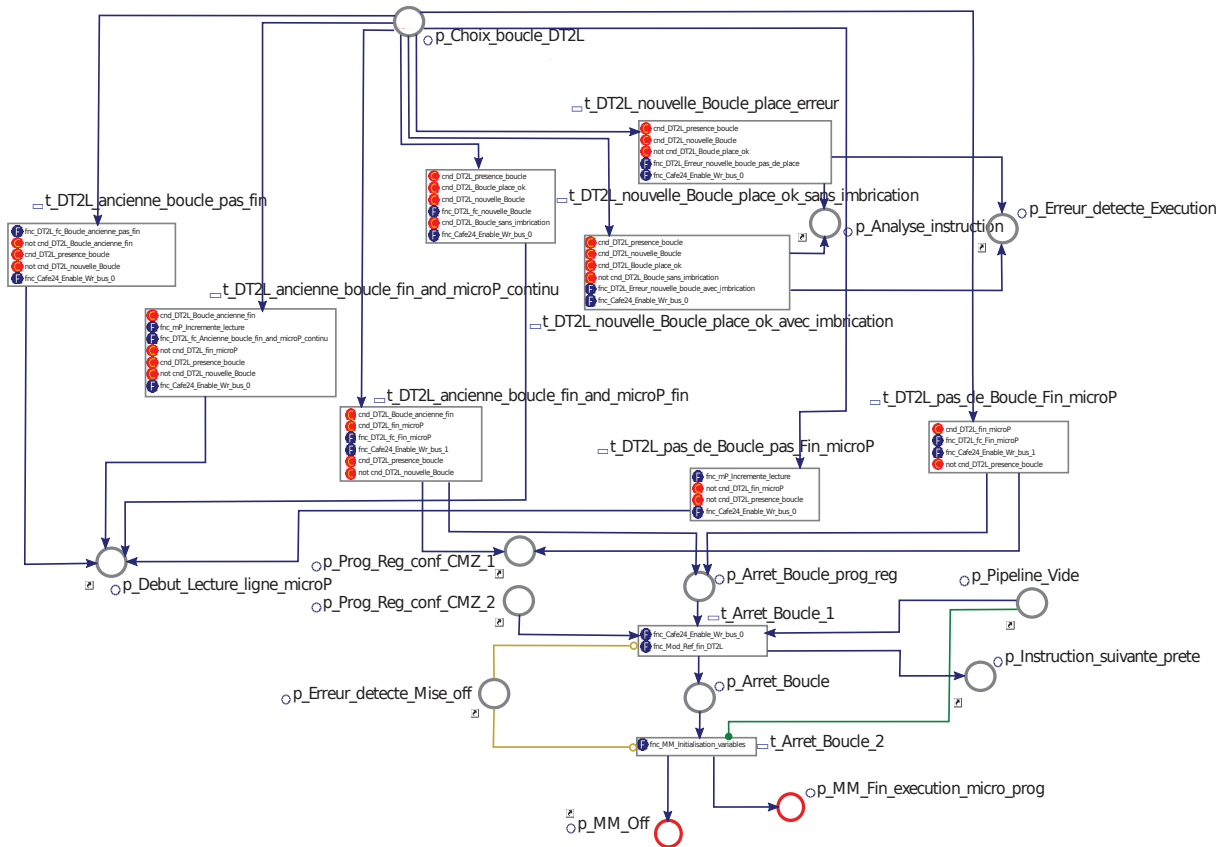 p_Choix_boucle_DT2L
t_DT2L_nouvelle_Boucle_place_erreur
cnd_DT2L_presence_boucle
cnd_DT2L_nouvelle_Boucle
not cnd_DT2L_Boucle_place_ok
fnc_DT2L_Erreur_nouvelle_boucle_pas_de_place
fnc_Cafe24_Enable_Wr_bus_0
t_DT2L_nouvelle_Boucle_place_ok_sans_imbrication
cnd_DT2L_presence_boucle
cnd_DT2L_Boucle_place_ok
cnd_DT2L_nouvelle_Boucle
fnc_DT2L_fc_nouvelle_Boucle
cnd_DT2L_Boucle_sans_imbrication
fnc_Cafe24_Enable_Wr_bus_0
t_DT2L_ancienne_boucle_pas_fin
fnc_DT2L_fc_Boucle_ancienne_pas_fin
not cnd_DT2L_Boucle_ancienne_fin
cnd_DT2L_presence_boucle
not cnd_DT2L_nouvelle_Boucle
fnc_Cafe24_Enable_Wr_bus_0
p_Erreur_detecte_Execution
p_Analyse_instruction
cnd_DT2L_presence_boucle
cnd_DT2L_nouvelle_Boucle
cnd_DT2L_Boucle_place_ok
not cnd_DT2L_Boucle_sans_imbrication
fnc_DT2L_Erreur_nouvelle_boucle_avec_imbrication
fnc_Cafe24_Enable_Wr_bus_0
t_DT2L_nouvelle_Boucle_place_ok_avec_imbrication
t_DT2L_ancienne_boucle_fin_and_microP_continu
cnd_DT2L_Boucle_ancienne_fin
fnc_mP_Incremente_lecture
fnc_DT2L_fc_Ancienne_boucle_fin_and_microP_continu
not cnd_DT2L_fin_microP
cnd_DT2L_presence_boucle
not cnd_DT2L_nouvelle_Boucle
fnc_Cafe24_Enable_Wr_bus_0
t_DT2L_ancienne_boucle_fin_and_microP_fin
cnd_DT2L_Boucle_ancienne_fin
cnd_DT2L_fin_microP
fnc_DT2L_fc_Fin_microP
fnc_Cafe24_Enable_Wr_bus_1
cnd_DT2L_presence_boucle
not cnd_DT2L_nouvelle_Boucle
t_DT2L_pas_de_Boucle_Fin_microP
cnd_DT2L_fin_microP
fnc_DT2L_fc_Fin_microP
fnc_Cafe24_Enable_Wr_bus_1
not cnd_DT2L_presence_boucle
t_DT2L_pas_de_Boucle_pas_Fin_microP
fnc_mP_Incremente_lecture
not cnd_DT2L_fin_microP
not cnd_DT2L_presence_boucle
fnc_Cafe24_Enable_Wr_bus_0
p_Debut_Lecture_ligne_microP
p_Prog_Reg_conf_CMZ_1
p_Arret_Boucle_prog_reg
p_Pipeline_Vide
p_Prog_Reg_conf_CMZ_2
t_Arret_Boucle_1
fnc_Cafe24_Enable_Wr_bus_0
fnc_Mod_Ref_fin_DT2L
p_Instruction_suivante_prete
p_Arret_Boucle
p_Erreur_detecte_Mise_off
t_Arret_Boucle_2
fnc_MM_Initialisation_variables
p_MM_Fin_execution_micro_prog
p_MM_Off